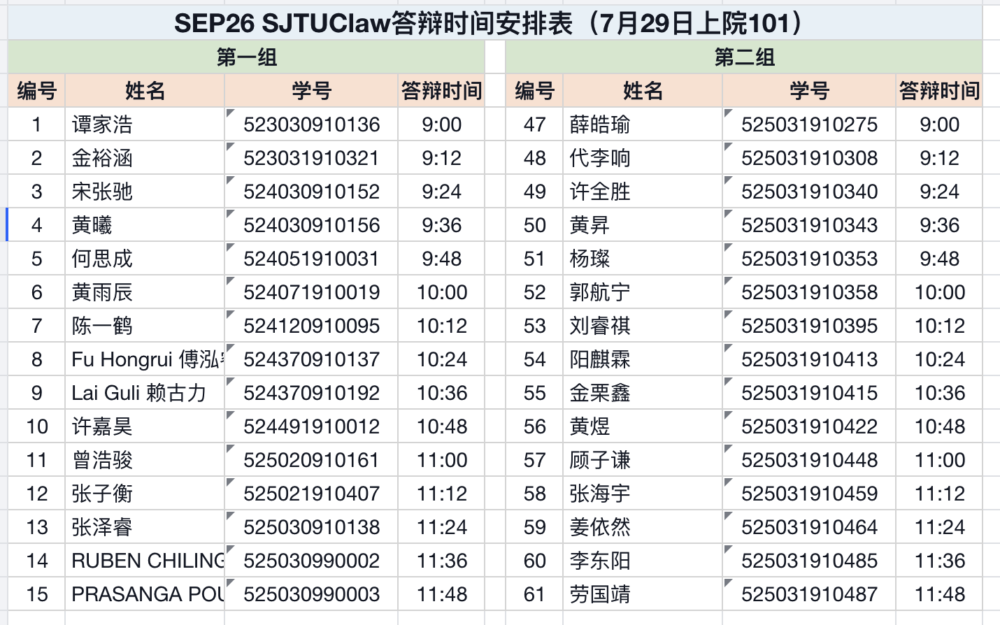 SEP26 SJTUClaw答辩时间安排表（7月29日上院101）
第一组 第二组
编号 姓名 学号 答辩时间 编号 姓名 学号 答辩时间
1 谭家浩 523030910136 9:00 47 薛皓瑜 525031910275 9:00
2 金裕涵 523031910321 9:12 48 代李响 525031910308 9:12
3 宋张驰 524030910152 9:24 49 许全胜 525031910340 9:24
4 黄曦 524030910156 9:36 50 黄昇 525031910343 9:36
5 何思成 524051910031 9:48 51 杨璨 525031910353 9:48
6 黄雨辰 524071910019 10:00 52 郭航宁 525031910358 10:00
7 陈一鹤 524120910095 10:12 53 刘睿祺 525031910395 10:12
8 Fu Hongrui 傅泓 524370910137 10:24 54 阳麒霖 525031910413 10:24
9 Lai Guli 赖古力 524370910192 10:36 55 金栗鑫 525031910415 10:36
10 许嘉昊 524491910012 10:48 56 黄煜 525031910422 10:48
11 曾浩骏 525020910161 11:00 57 顾子谦 525031910448 11:00
12 张子衡 525021910407 11:12 58 张海宇 525031910459 11:12
13 张泽睿 525030910138 11:24 59 姜依然 525031910464 11:24
14 RUBEN CHILING 525030990002 11:36 60 李东阳 525031910485 11:36
15 PRASANGA POU 525030990003 11:48 61 劳国靖 525031910487 11:48